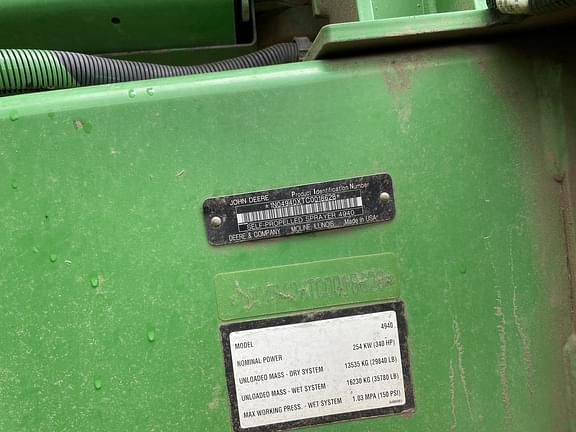 JOHN DEERE Product Identification Number
*1N04940XTC0016628*
SELF-PROPELLED SPRAYER 4940
DEERE & COMPANY MOLINE, ILLINOIS Made in USA
MODEL 4940
NOMINAL POWER 254 KW (340 HP)
UNLOADED MASS - DRY SYSTEM 13535 KG (29840 LB)
UNLOADED MASS - WET SYSTEM 16230 KG (35780 LB)
MAX WORKING PRESS. - WET SYSTEM 1.03 MPA (150 PSI)